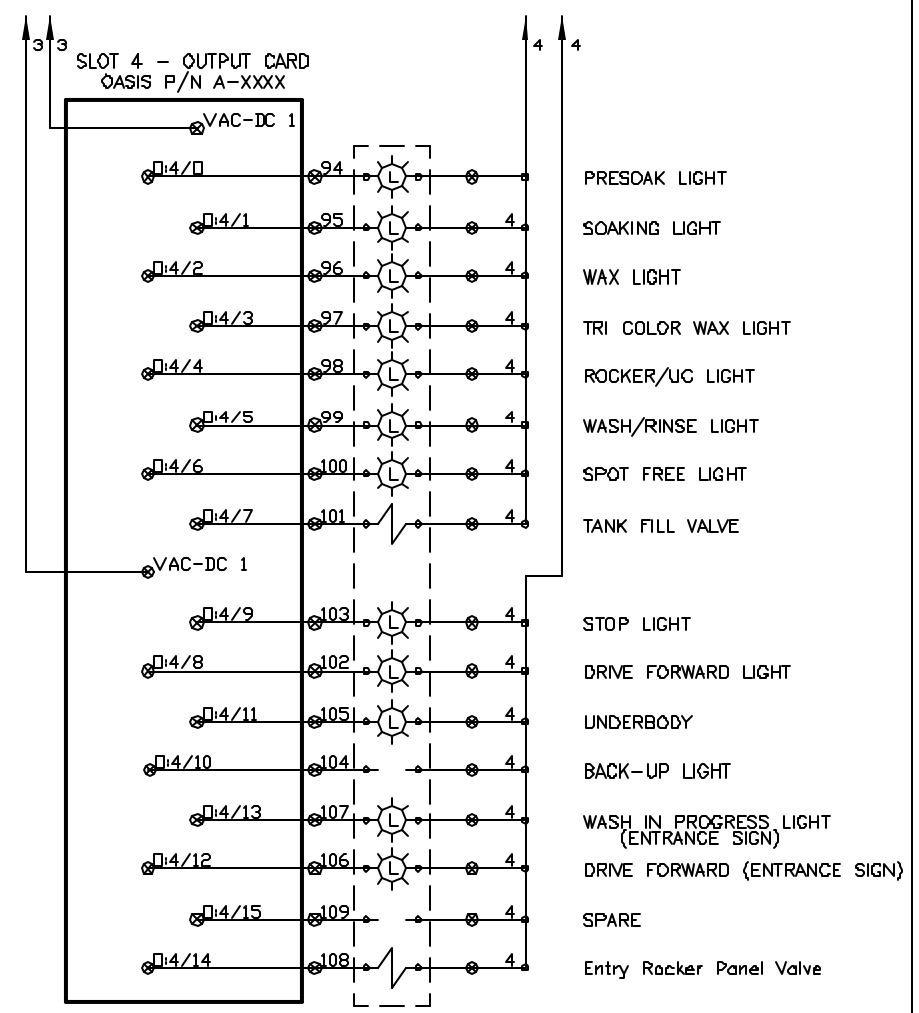 3 3 4 4
SLOT 4 - OUTPUT CARD
OASIS P/N A-XXXX
VAC-DC 1
O:4/0 94 L PRESOAK LIGHT
O:4/1 95 L 4 SOAKING LIGHT
O:4/2 96 L 4 WAX LIGHT
O:4/3 97 L 4 TRI COLOR WAX LIGHT
O:4/4 98 L 4 ROCKER/UC LIGHT
O:4/5 99 L 4 WASH/RINSE LIGHT
O:4/6 100 L 4 SPOT FREE LIGHT
O:4/7 101 4 TANK FILL VALVE
VAC-DC 1
O:4/9 103 L 4 STOP LIGHT
O:4/8 102 L 4 DRIVE FORWARD LIGHT
O:4/11 105 L 4 UNDERBODY
O:4/10 104 4 BACK-UP LIGHT
O:4/13 107 L 4 WASH IN PROGRESS LIGHT
(ENTRANCE SIGN)
O:4/12 106 L 4 DRIVE FORWARD (ENTRANCE SIGN)
O:4/15 109 4 SPARE
O:4/14 108 4 Entry Rocker Panel Valve